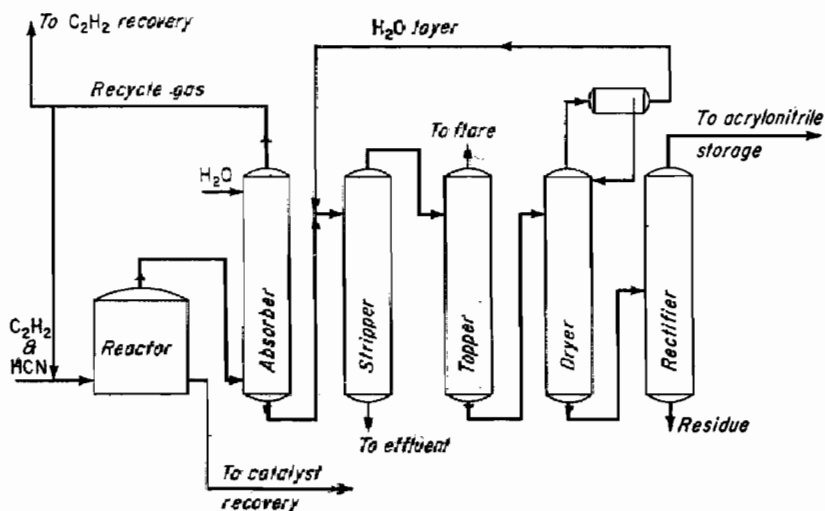 To C₂H₂ recovery
H₂O layer
Recycle gas
To flare
To acrylonitrile
storage
H₂O
C₂H₂
&
HCN
Reactor
Absorber
Stripper
Topper
Dryer
Rectifier
To effluent
Residue
To catalyst
recovery